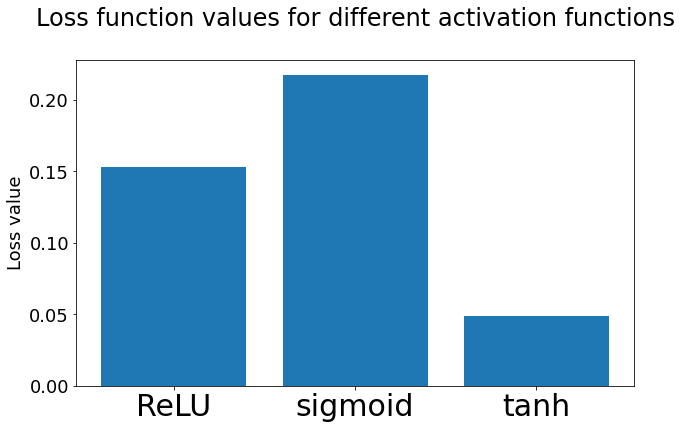 Loss function values for different activation functions
Loss value
0.20
0.15
0.10
0.05
0.00
ReLU sigmoid tanh